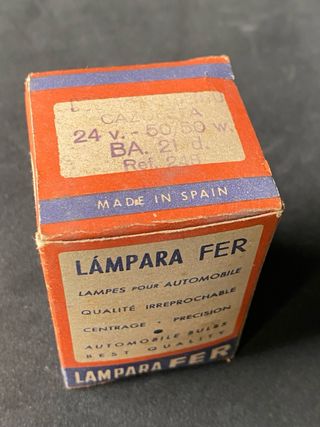 24 v.- 50/50 w.
BA. 21 d.
Ref. 248
MADE IN SPAIN
LÁMPARA FER
LAMPES POUR AUTOMOBILE
QUALITÉ IRREPROCHABLE
CENTRAGE - PRECISION
AUTOMOBILE BULBS
BEST QUALITY
LAMPARA FER